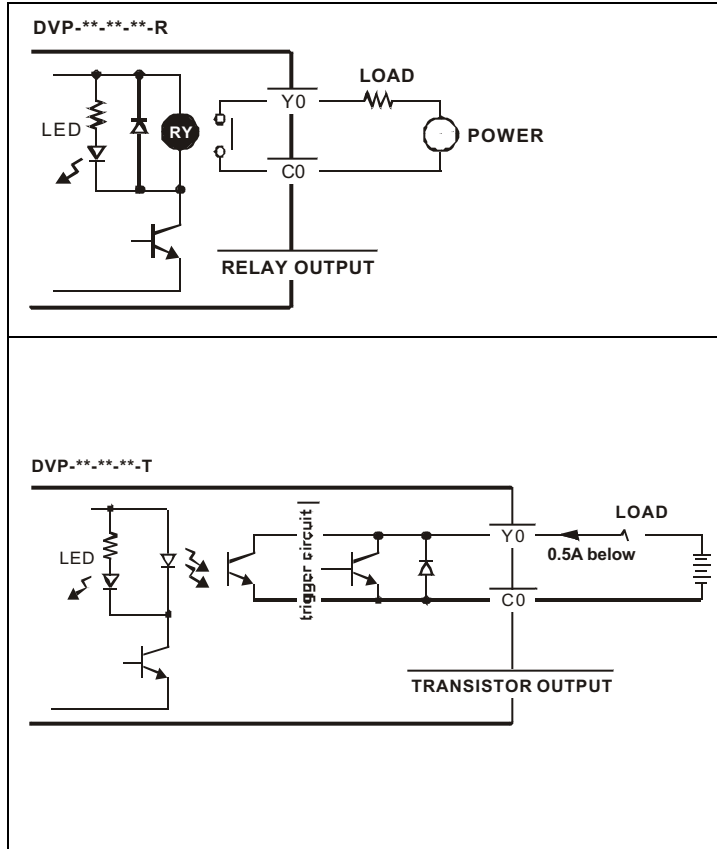 DVP-**-**-**-R
LED
RY
Y0
C0
LOAD
POWER
RELAY OUTPUT
DVP-**-**-**-T
LED
trigger circuit
Y0
C0
LOAD
0.5A below
TRANSISTOR OUTPUT